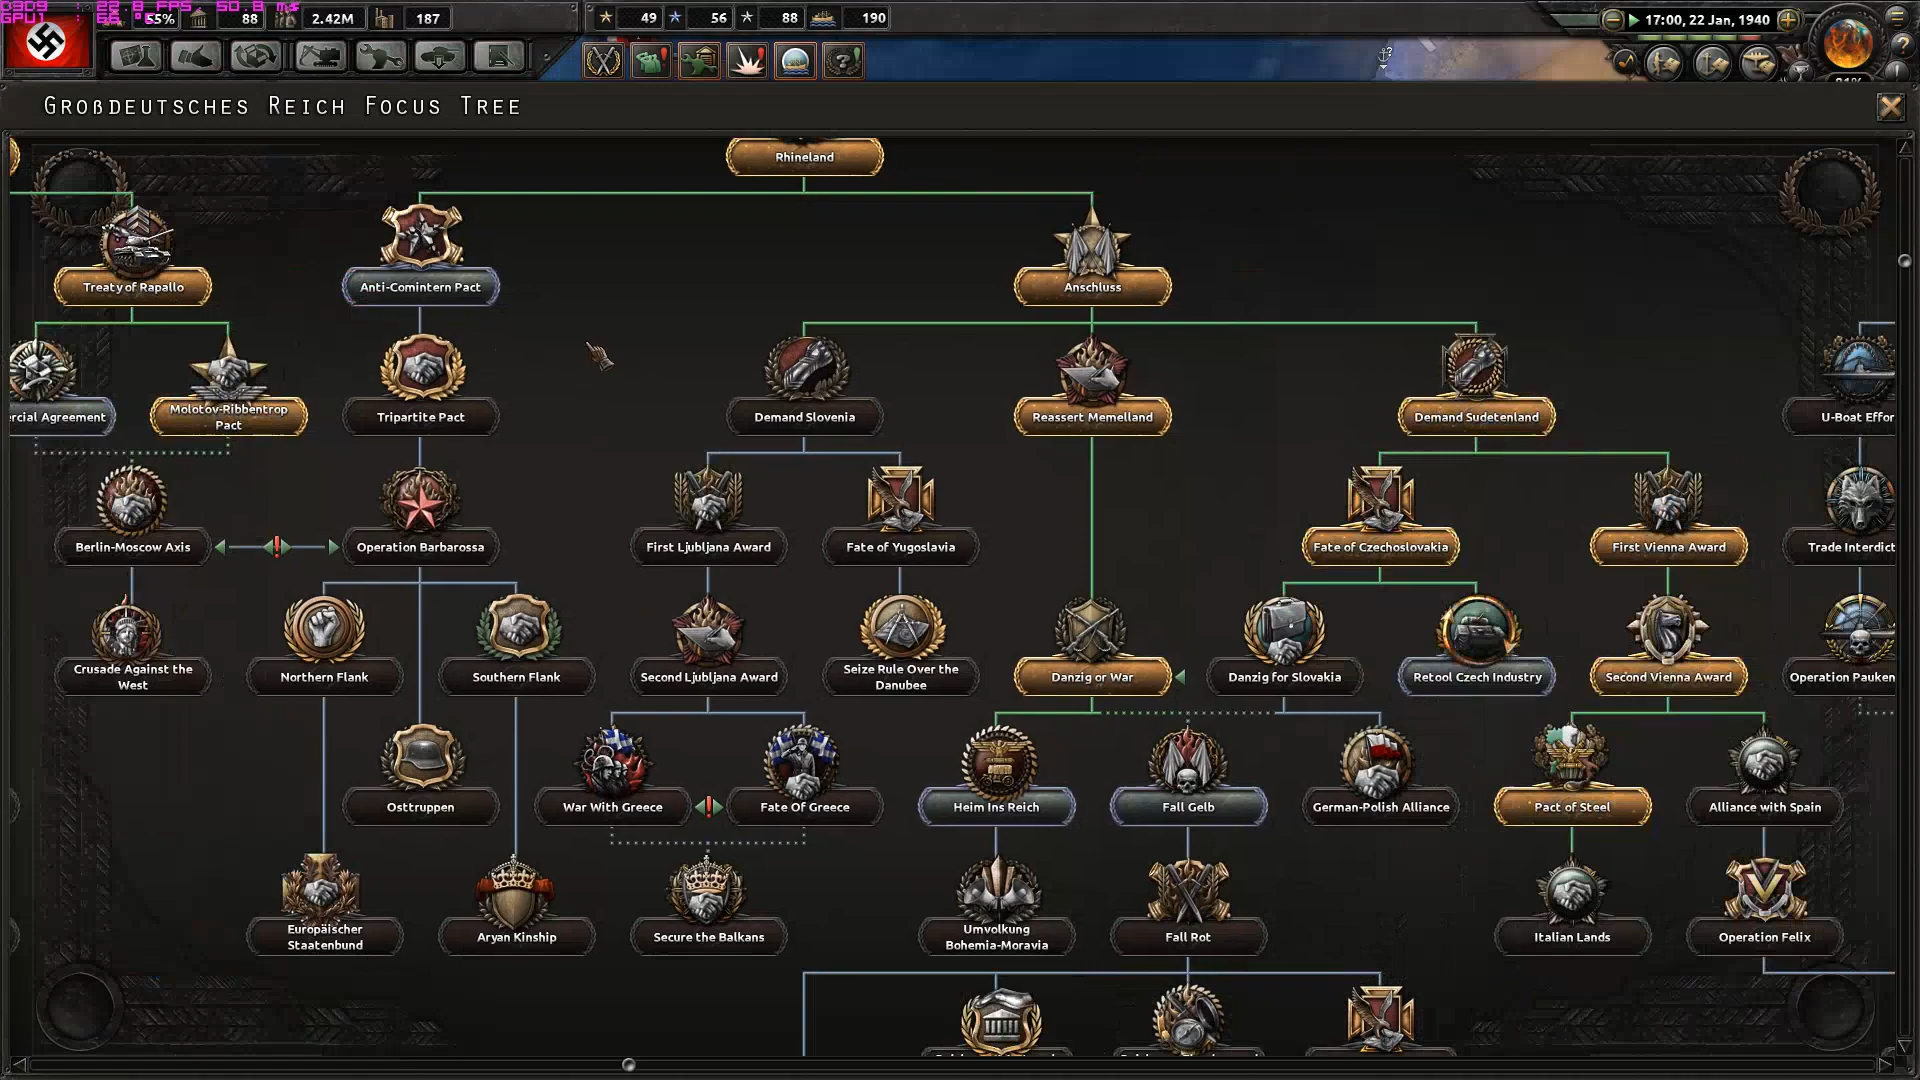 22.8 FPS 50.8 ms
55%
88
2.42M
187
49
56
88
190
17:00, 22 Jan, 1940
Großdeutsches Reich Focus Tree
Rhineland
Treaty of Rapallo
Anti-Comintern Pact
Anschluss
rcial Agreement
Molotov-Ribbentrop
Pact
Tripartite Pact
Demand Slovenia
Reassert Memelland
Demand Sudetenland
U-Boat Effor
Berlin-Moscow Axis
Operation Barbarossa
First Ljubljana Award
Fate of Yugoslavia
Fate of Czechoslovakia
First Vienna Award
Trade Interdict
Crusade Against the
West
Northern Flank
Southern Flank
Second Ljubljana Award
Seize Rule Over the
Danubee
Danzig or War
Danzig for Slovakia
Retool Czech Industry
Second Vienna Award
Operation Pauken
Osttruppen
War With Greece
Fate Of Greece
Heim Ins Reich
Fall Gelb
German-Polish Alliance
Pact of Steel
Alliance with Spain
Europäischer
Staatenbund
Aryan Kinship
Secure the Balkans
Umvolkung
Bohemia-Moravia
Fall Rot
Italian Lands
Operation Felix